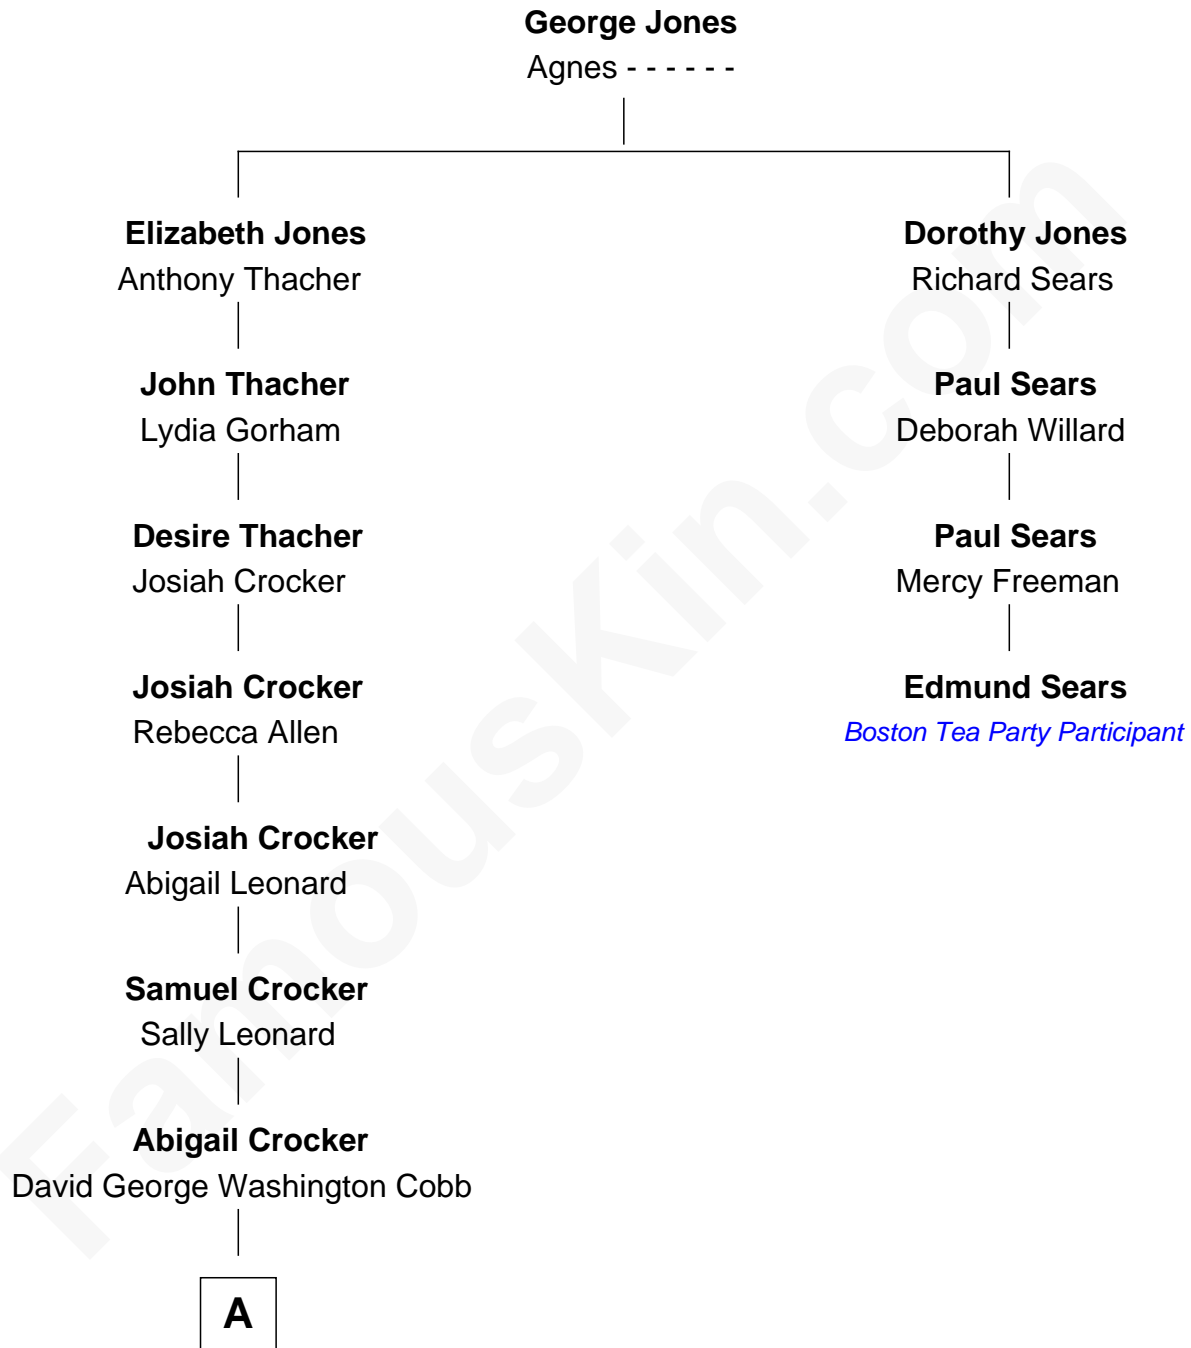 George Jones
Agnes - - - - - -
Elizabeth Jones
Anthony Thacher
Dorothy Jones
Richard Sears
John Thacher
Lydia Gorham
Paul Sears
Deborah Willard
Desire Thacher
Josiah Crocker
Paul Sears
Mercy Freeman
Josiah Crocker
Rebecca Allen
Edmund Sears
Boston Tea Party Participant
Josiah Crocker
Abigail Leonard
Samuel Crocker
Sally Leonard
Abigail Crocker
David George Washington Cobb
A
FamousKin.com